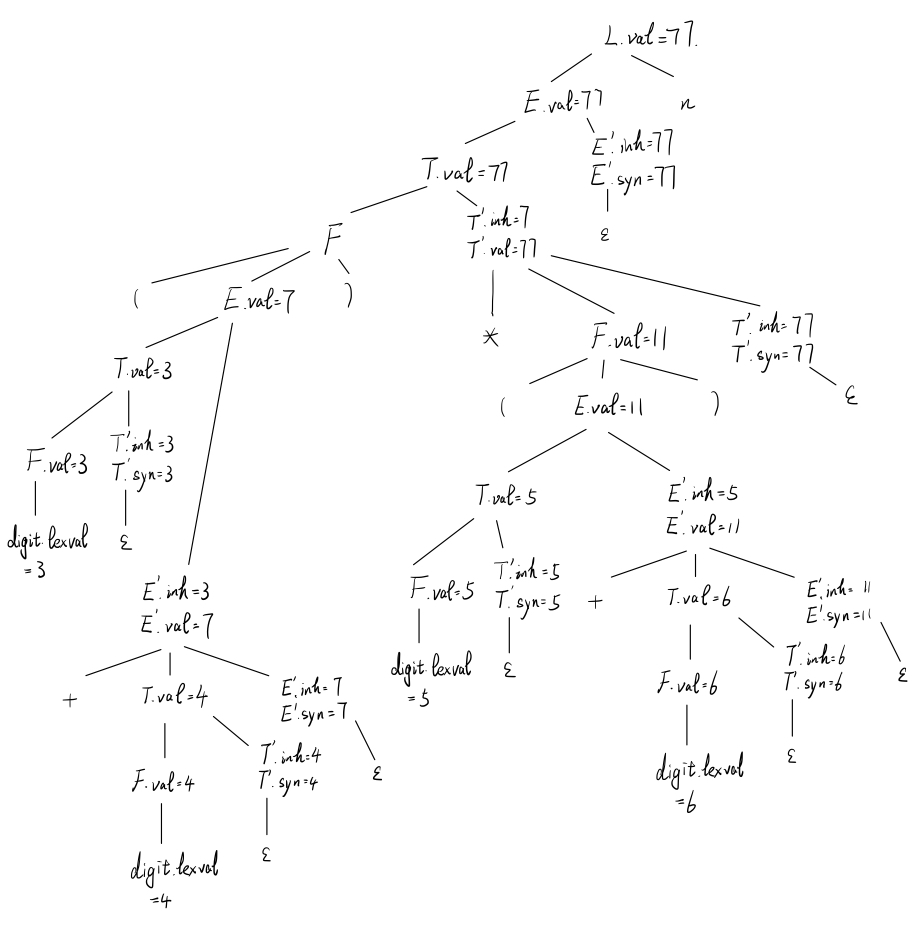 L.val=77.
E.val=77
n
E'.inh=77
E'.syn=77
T.val=77
T'.inh=7
T'.val=77
ε
F
(
E.val=7
)
*
F.val=11
T'.inh=77
T'.syn=77
T.val=3
(
E.val=11
)
ε
F.val=3
T'.inh=3
T'.syn=3
T.val=5
E'.inh=5
E'.val=11
digit.lexval
=3
ε
E'.inh=3
E'.val=7
F.val=5
T'.inh=5
T'.syn=5
+
T.val=6
E'.inh=11
E'.syn=11
+
T.val=4
E'.inh=7
E'.syn=7
digit.lexval
=5
ε
F.val=6
T'.inh=6
T'.syn=6
ε
F.val=4
T'.inh=4
T'.syn=4
ε
digit.lexval
=6
ε
digit.lexval
=4
ε